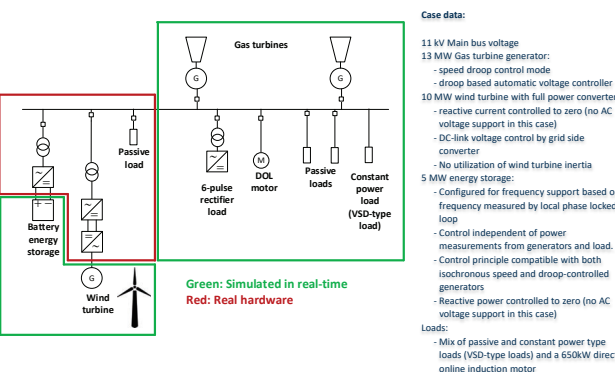 Case data:
Gas turbines
G
G
11 kV Main bus voltage
13 MW Gas turbine generator:
- speed droop control mode
- droop based automatic voltage controller
10 MW wind turbine with full power converter
- reactive current controlled to zero (no AC
voltage support in this case)
- DC-link voltage control by grid side
converter
- No utilization of wind turbine inertia
5 MW energy storage:
- Configured for frequency support based o
frequency measured by local phase locked
loop
- Control independent of power
measurements from generators and load.
- Control principle compatible with both
isochronous speed and droop-controlled
generators
- Reactive power controlled to zero (no AC
voltage support in this case)
Loads:
- Mix of passive and constant power type
loads (VSD-type loads) and a 650kW direc
online induction motor
Passive
load
M
6-pulse
rectifier
load
DOL
motor
Passive
loads
Constant
power
load
(VSD-type
load)
Battery
energy
storage
G
Wind
turbine
Green: Simulated in real-time
Red: Real hardware